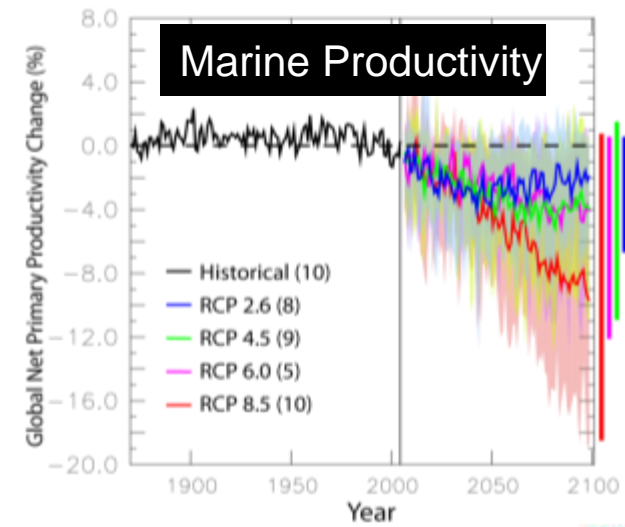 Marine Productivity
Global Net Primary Productivity Change (%)
8.0
4.0
0.0
−4.0
−8.0
−12.0
−16.0
−20.0
Historical (10)
RCP 2.6 (8)
RCP 4.5 (9)
RCP 6.0 (5)
RCP 8.5 (10)
1900
1950
2000
2050
2100
Year